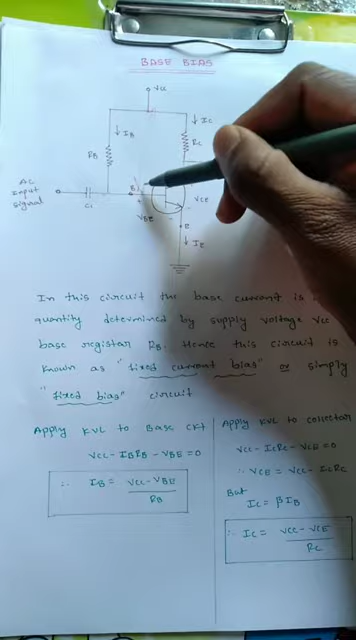 BASE BIAS
VCC
IB
IC
RB
RC
AC
Input
signal
C1
B
VCE
VBE
E
IE
In this circuit the base current is
quantity determined by supply voltage Vcc
base registar RB. Hence this circuit is
known as "fixed current bias" or simply
"fixed bias" circuit
Apply KVL to Base CKt
VCC - IBRB - VBE = 0
∴ IB = VCC - VBE / RB
Apply KVL to collector
VCC - ICRC - VCE = 0
∴ VCE = VCC - ICRC
But
IC = βIB
∴ IC = VCC - VCE / RC